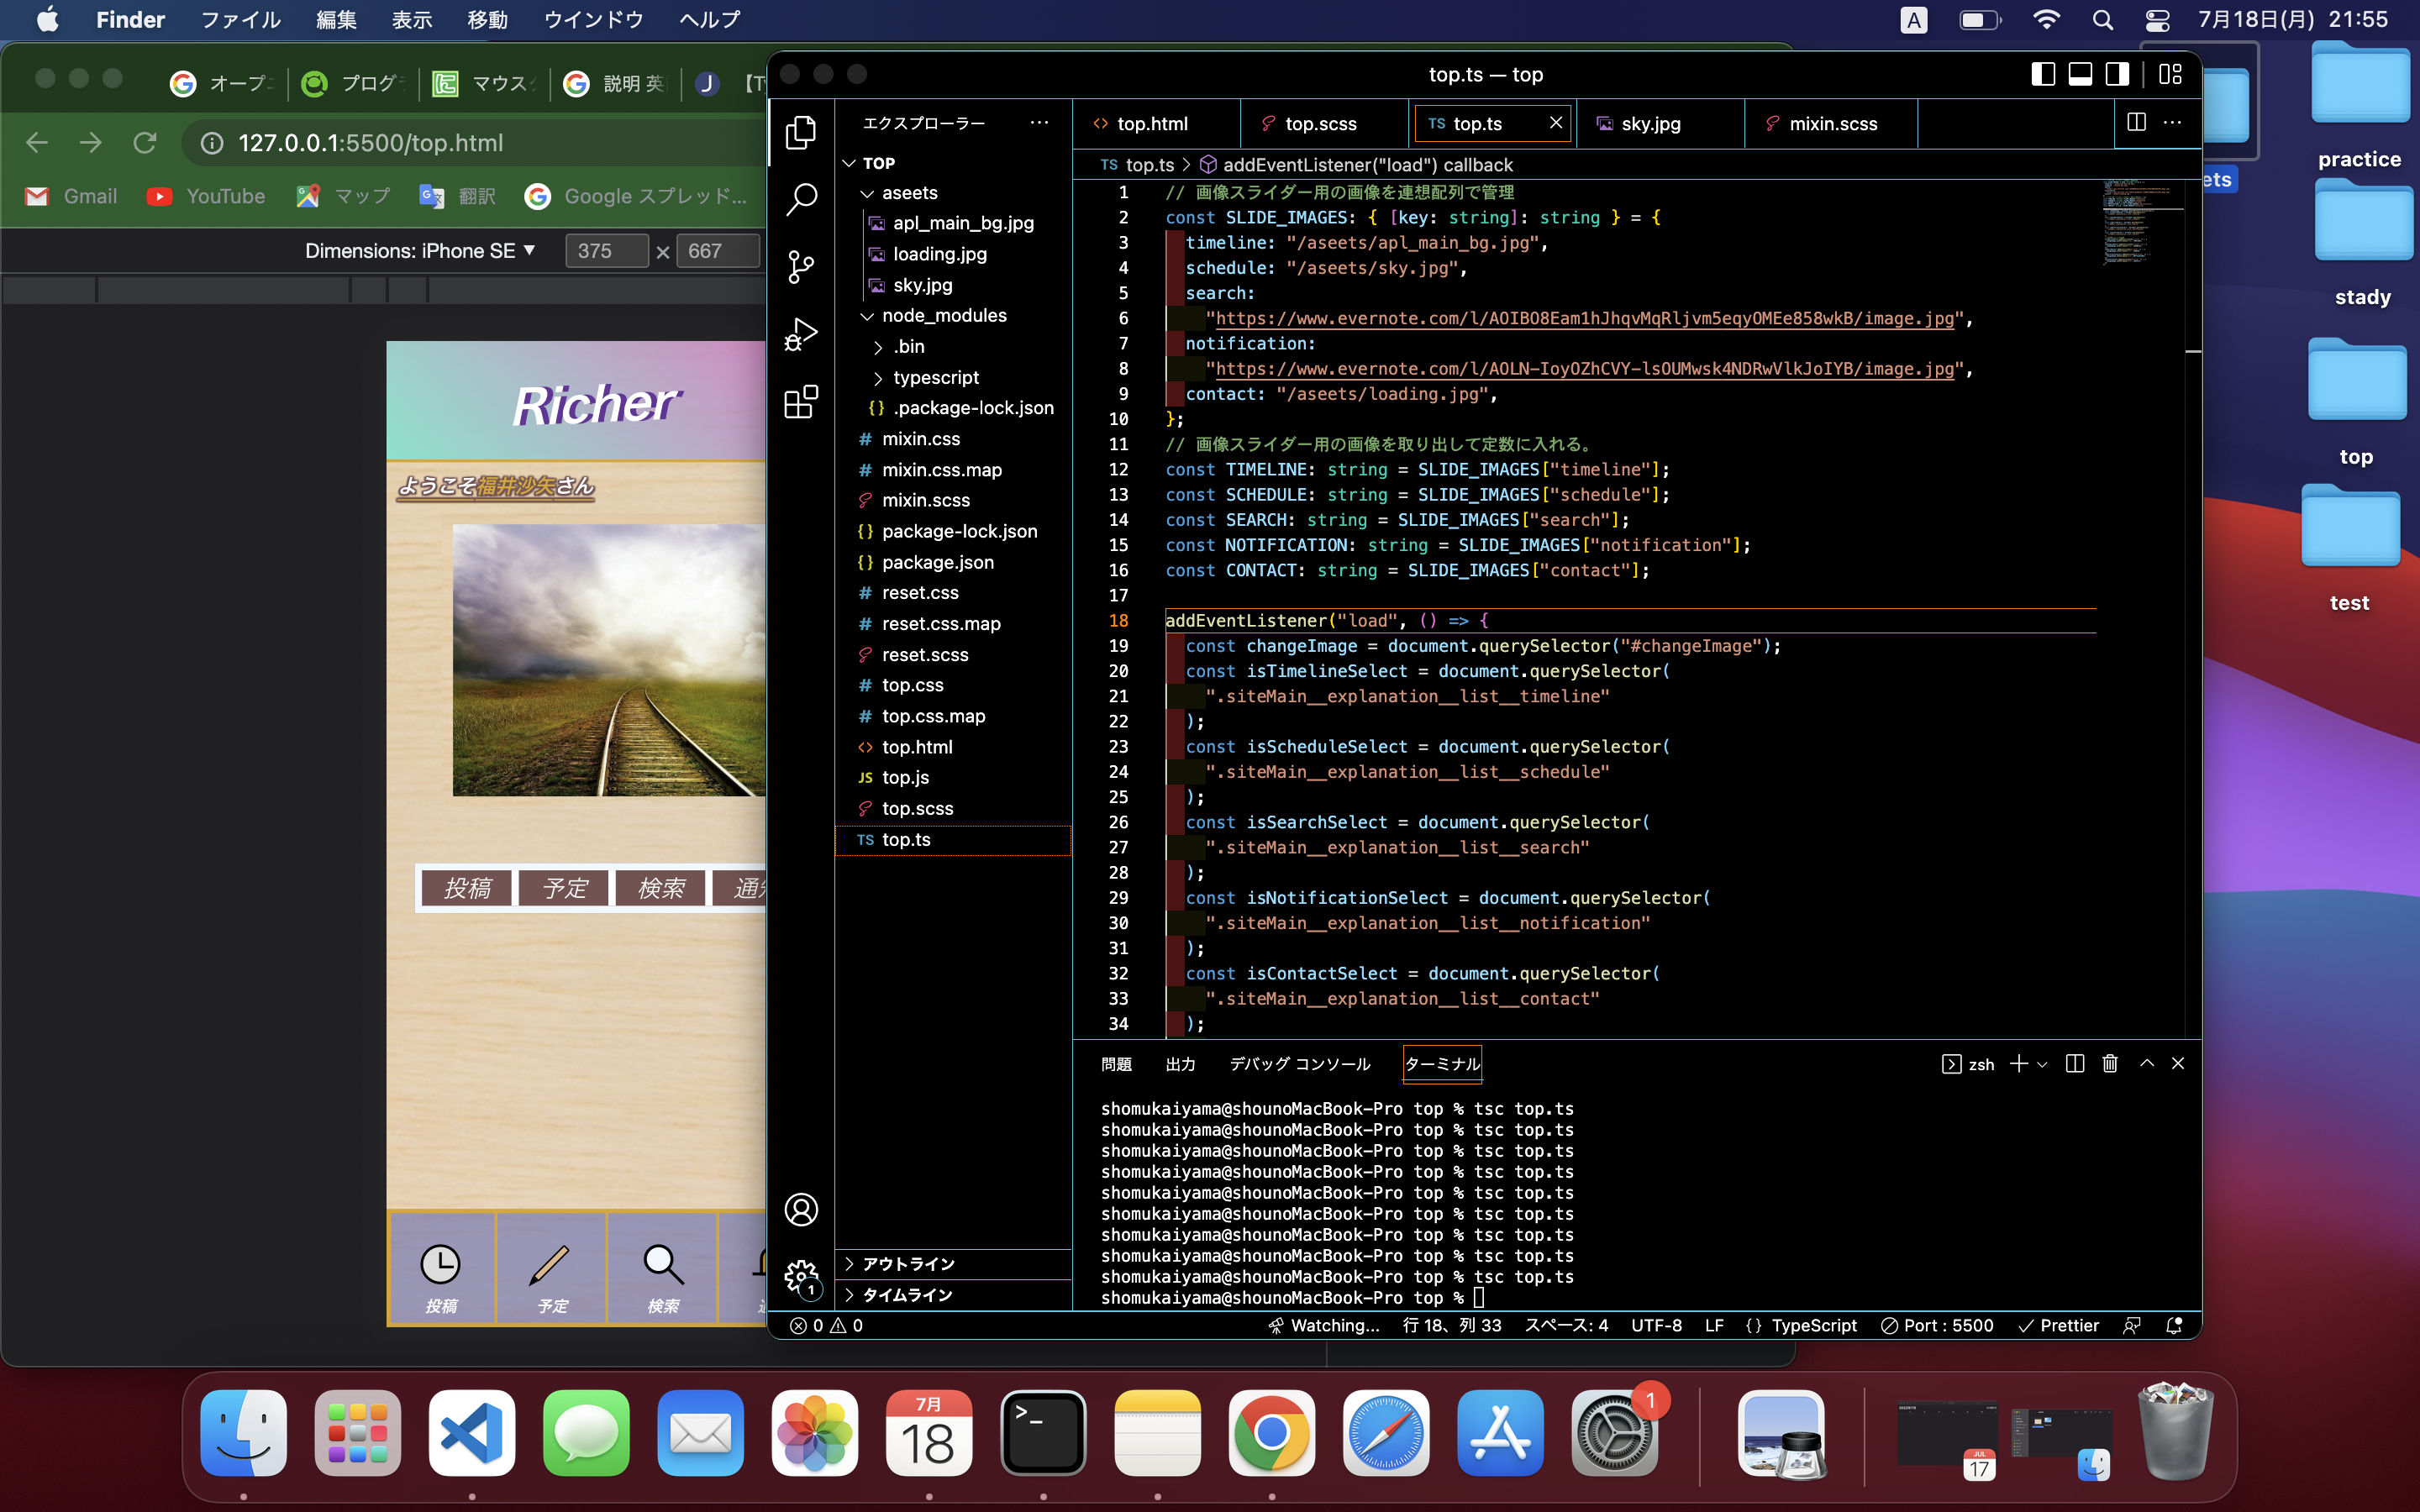 Finder ファイル 編集 表示 移動 ウインドウ ヘルプ
A 7月18日(月) 21:55
オープ プログ マウス 説明 英
127.0.0.1:5500/top.html
Gmail YouTube マップ 翻訳 Google スプレッド...
Dimensions: iPhone SE ▼ 375 × 667
Richer
ようこそ福井沙矢さん
投稿 予定 検索
投稿 予定 検索
top.ts — top
エクスプローラー ...
TOP
aseets
apl_main_bg.jpg
loading.jpg
sky.jpg
node_modules
.bin
typescript
{} .package-lock.json
# mixin.css
# mixin.css.map
mixin.scss
{} package-lock.json
{} package.json
# reset.css
# reset.css.map
reset.scss
# top.css
# top.css.map
<> top.html
JS top.js
top.scss
TS top.ts
アウトライン
タイムライン
<> top.html top.scss TS top.ts × sky.jpg mixin.scss
TS top.ts > addEventListener("load") callback
1 // 画像スライダー用の画像を連想配列で管理
2 const SLIDE_IMAGES: { [key: string]: string } = {
3 timeline: "/aseets/apl_main_bg.jpg",
4 schedule: "/aseets/sky.jpg",
5 search:
6 "https://www.evernote.com/l/AOIBO8Eam1hJhqvMqRljvm5eqyOMEe858wkB/image.jpg",
7 notification:
8 "https://www.evernote.com/l/AOLN-IoyOZhCVY-lsOUMwsk4NDRwVlkJoIYB/image.jpg",
9 contact: "/aseets/loading.jpg",
10 };
11 // 画像スライダー用の画像を取り出して定数に入れる。
12 const TIMELINE: string = SLIDE_IMAGES["timeline"];
13 const SCHEDULE: string = SLIDE_IMAGES["schedule"];
14 const SEARCH: string = SLIDE_IMAGES["search"];
15 const NOTIFICATION: string = SLIDE_IMAGES["notification"];
16 const CONTACT: string = SLIDE_IMAGES["contact"];
17
18 addEventListener("load", () => {
19 const changeImage = document.querySelector("#changeImage");
20 const isTimelineSelect = document.querySelector(
21 ".siteMain__explanation__list__timeline"
22 );
23 const isScheduleSelect = document.querySelector(
24 ".siteMain__explanation__list__schedule"
25 );
26 const isSearchSelect = document.querySelector(
27 ".siteMain__explanation__list__search"
28 );
29 const isNotificationSelect = document.querySelector(
30 ".siteMain__explanation__list__notification"
31 );
32 const isContactSelect = document.querySelector(
33 ".siteMain__explanation__list__contact"
34 );
問題 出力 デバッグ コンソール ターミナル zsh
shomukaiyama@shounoMacBook-Pro top % tsc top.ts
shomukaiyama@shounoMacBook-Pro top % tsc top.ts
shomukaiyama@shounoMacBook-Pro top % tsc top.ts
shomukaiyama@shounoMacBook-Pro top % tsc top.ts
shomukaiyama@shounoMacBook-Pro top % tsc top.ts
shomukaiyama@shounoMacBook-Pro top % tsc top.ts
shomukaiyama@shounoMacBook-Pro top % tsc top.ts
shomukaiyama@shounoMacBook-Pro top % tsc top.ts
shomukaiyama@shounoMacBook-Pro top % tsc top.ts
shomukaiyama@shounoMacBook-Pro top %
1
0 0 Watching... 行 18、列 33 スペース: 4 UTF-8 LF {} TypeScript Port : 5500 Prettier
practice
ets
stady
top
test
7月
18
1
JUL
17